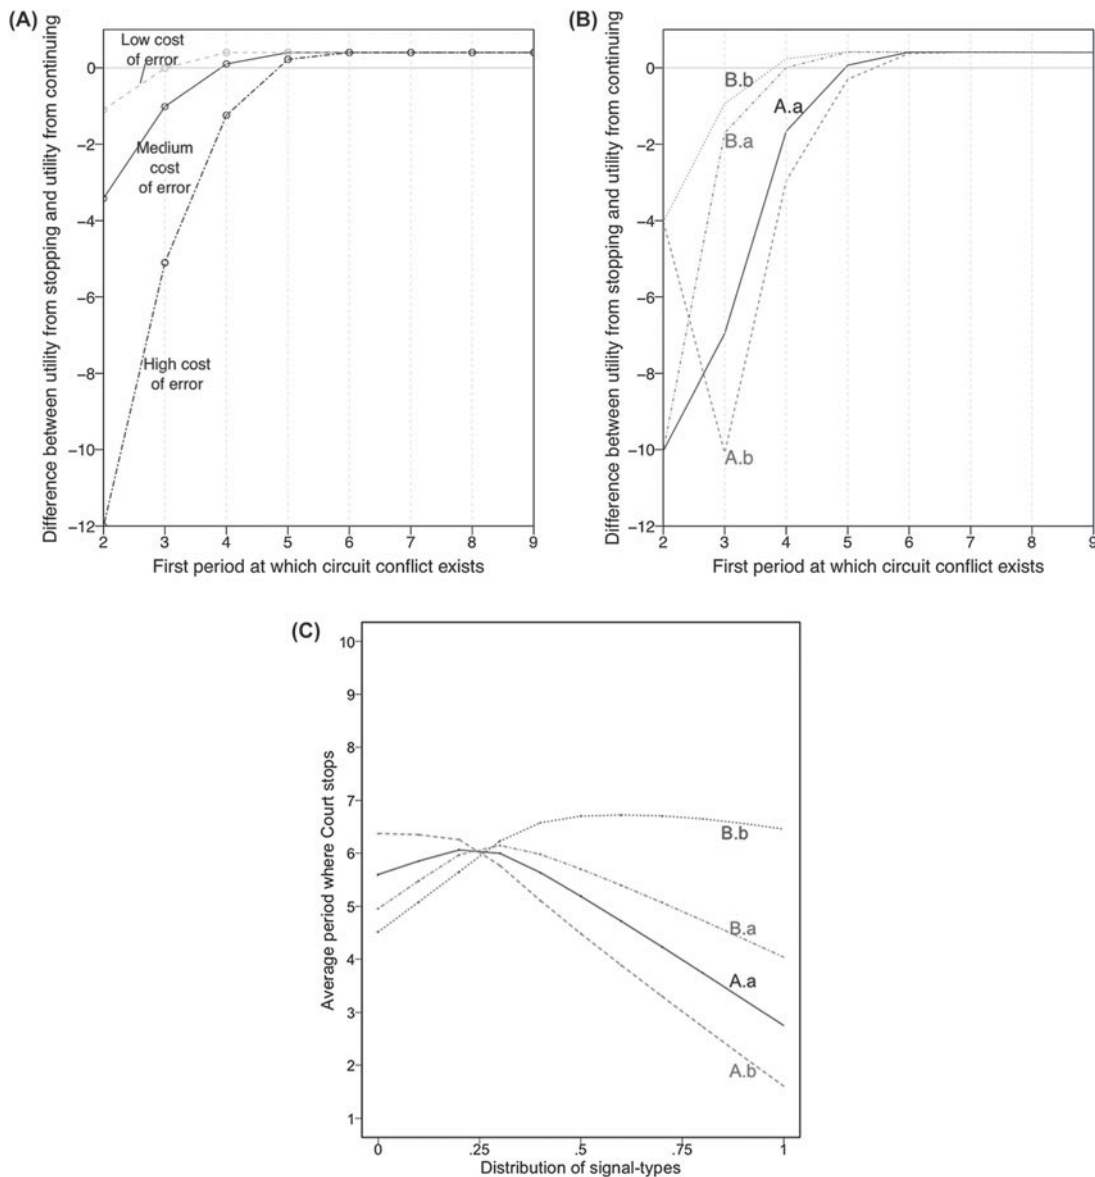 (A)
Difference between utility from stopping and utility from continuing
0
−2
−4
−6
−8
−10
−12
Low cost
of error
Medium
cost
of error
High cost
of error
2 3 4 5 6 7 8 9
First period at which circuit conflict exists
(B)
Difference between utility from stopping and utility from continuing
0
−2
−4
−6
−8
−10
−12
B.b
A.a
B.a
A.b
2 3 4 5 6 7 8 9
First period at which circuit conflict exists
(C)
Average period where Court stops
10
9
8
7
6
5
4
3
2
1
B.b
B.a
A.a
A.b
0 .25 .5 .75 1
Distribution of signal-types